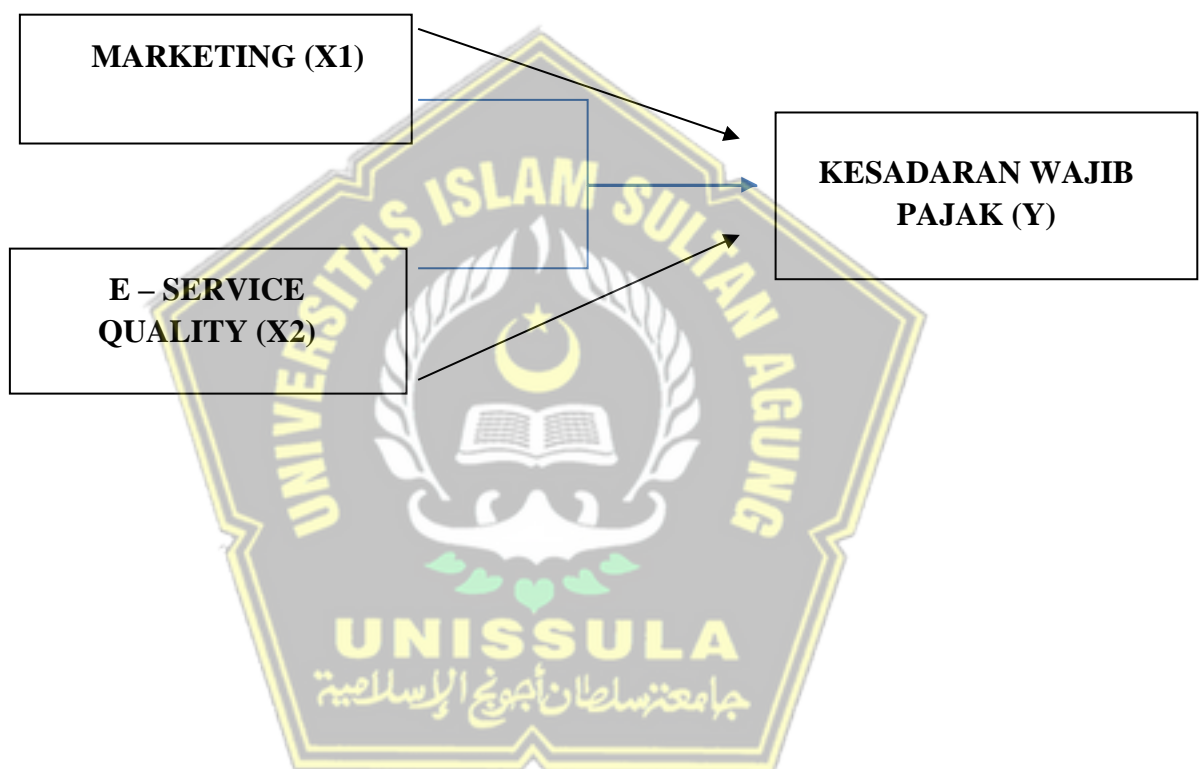 MARKETING (X1)
E – SERVICE
QUALITY (X2)
KESADARAN WAJIB
PAJAK (Y)
UNIVERSITAS ISLAM SULTAN AGUNG
UNISSULA
جامعة سلطان أجونج الإسلامية